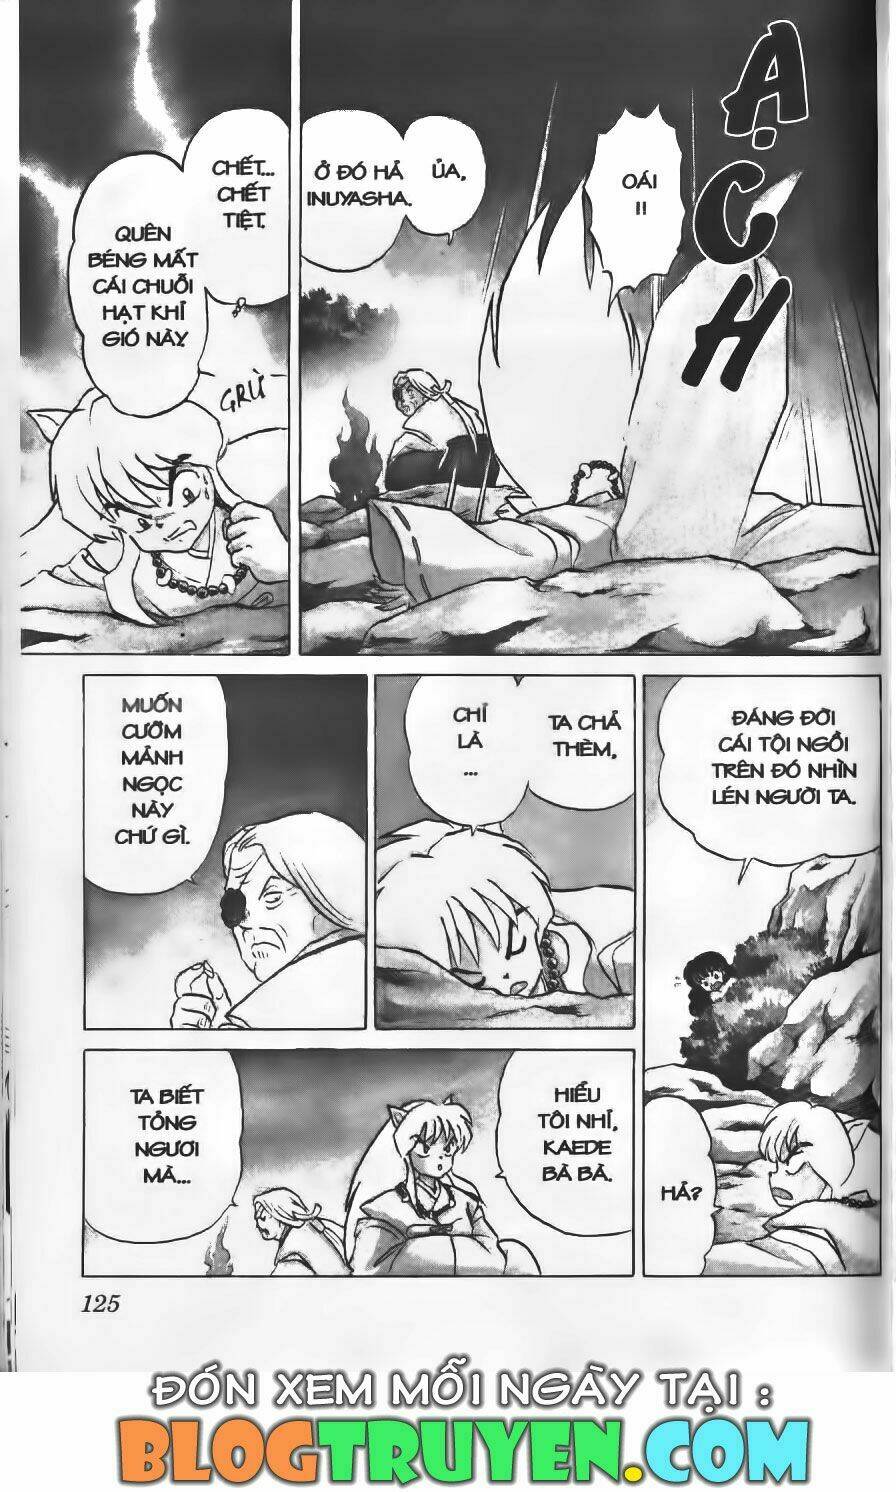 ẠCH
OÁI
!!
ỦA,
Ở ĐÓ HẢ
INUYASHA.
CHẾT...
CHẾT
TIỆT.
QUÊN
BÉNG MẤT
CÁI CHUỖI
HẠT KHỈ
GIÓ NÀY.
GRỪ
ĐÁNG ĐỜI
CÁI TỘI NGỒI
TRÊN ĐÓ NHÌN
LÉN NGƯỜI TA.
HẢ?
TA CHẢ
THÈM,
CHỈ
LÀ
...
MUỐN
CƯỠM
MẢNH
NGỌC
NÀY
CHỨ GÌ.
HIỂU
TÔI NHỈ,
KAEDE
BÀ BÀ.
TA BIẾT
TỎNG
NGƯƠI
MÀ...
125
ĐÓN XEM MỖI NGÀY TẠI :
BLOGTRUYEN.COM